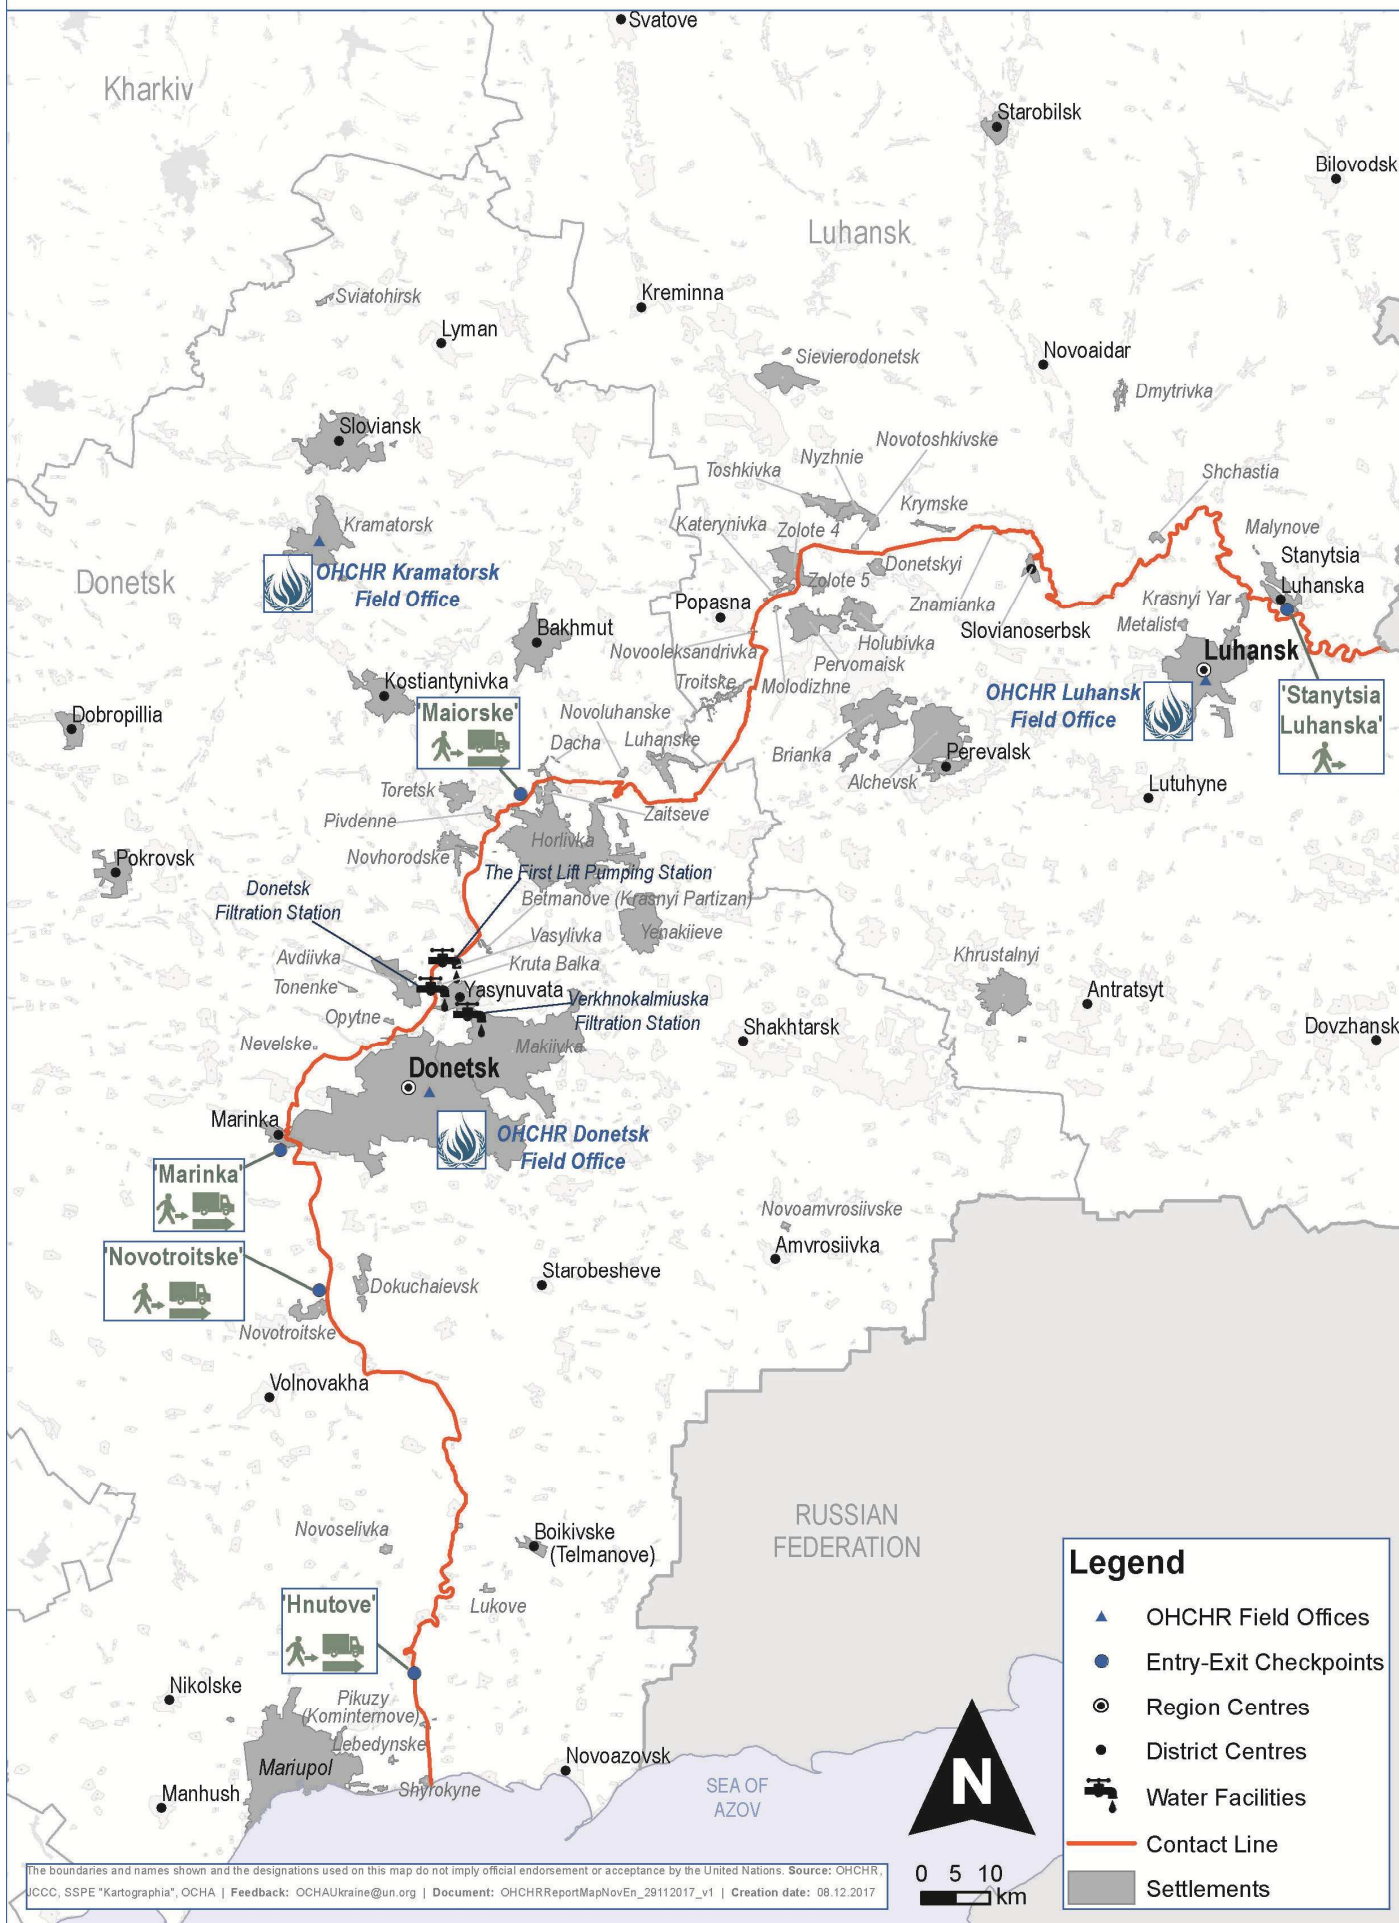 Svatove
Kharkiv
Starobilsk
Bilovodsk
Luhansk
Kreminna
Sviatohirsk
Lyman
Sievierodonetsk
Novoaidar
Dmytrivka
Sloviansk
Novotoshkivske
Nyzhnie
Toshkivka
Shchastia
Krymske
Kramatorsk
Katerynivka
Zolote 4
Malynove
Stanytsia
Luhanska
OHCHR Kramatorsk
Field Office
Donetsk
Donetskyi
Zolote 5
Popasna
Znamianka
Krasnyi Yar
Metalist
Slovianoserbsk
Bakhmut
Holubivka
Novooleksandrivka
Pervomaisk
Luhansk
Kostiantynivka
Troitske
Molodizhne
OHCHR Luhansk
Field Office
'Stanytsia
Luhanska'
Dobropillia
'Maiorske'
Novoluhanske
Dacha
Luhanske
Brianka
Perevalsk
Alchevsk
Lutuhyne
Toretsk
Pivdenne
Zaitseve
Horlivka
Novhorodske
Pokrovsk
The First Lift Pumping Station
Donetsk
Filtration Station
Betmanove (Krasnyi Partizan)
Yenakiieve
Vasylivka
Avdiivka
Kruta Balka
Khrustalnyi
Tonenke
Yasynuvata
Antratsyt
Verkhnokalmiuska
Filtration Station
Opytne
Shakhtarsk
Dovzhansk
Nevelske
Makiivka
Donetsk
Marinka
OHCHR Donetsk
Field Office
'Marinka'
Novoamvrosiivske
Amvrosiivka
'Novotroitske'
Starobesheve
Dokuchaievsk
Novotroitske
Volnovakha
RUSSIAN
FEDERATION
Novoselivka
Boikivske
(Telmanove)
'Hnutove'
Lukove
Nikolske
Pikuzy
(Kominternove)
Lebedynske
Mariupol
Novoazovsk
Manhush
Shyrokyne
SEA OF
AZOV
N
0 5 10
km
Legend
OHCHR Field Offices
Entry-Exit Checkpoints
Region Centres
District Centres
Water Facilities
Contact Line
Settlements
The boundaries and names shown and the designations used on this map do not imply official endorsement or acceptance by the United Nations. Source: OHCHR,
JCCC, SSPE "Kartographia", OCHA | Feedback: OCHAUkraine@un.org | Document: OHCHRReportMapNovEn_29112017_v1 | Creation date: 08.12.2017